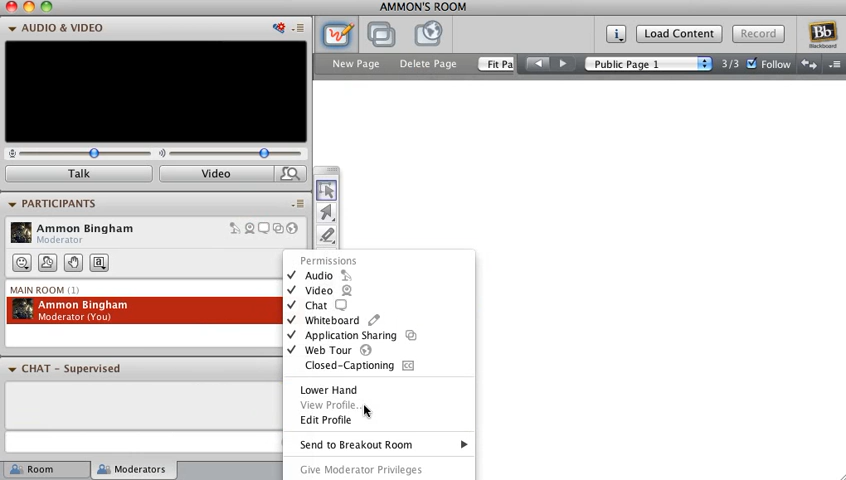 AMMON'S ROOM
AUDIO & VIDEO
Talk
Video
PARTICIPANTS
Ammon Bingham
Moderator
MAIN ROOM (1)
Ammon Bingham
Moderator (You)
CHAT – Supervised
Room
Moderators
Load Content
Record
Bb
Blackboard
New Page
Delete Page
Fit Pa
Public Page 1
3/3
Follow
Permissions
Audio
Video
Chat
Whiteboard
Application Sharing
Web Tour
Closed-Captioning
CC
Lower Hand
View Profile...
Edit Profile
Send to Breakout Room
Give Moderator Privileges